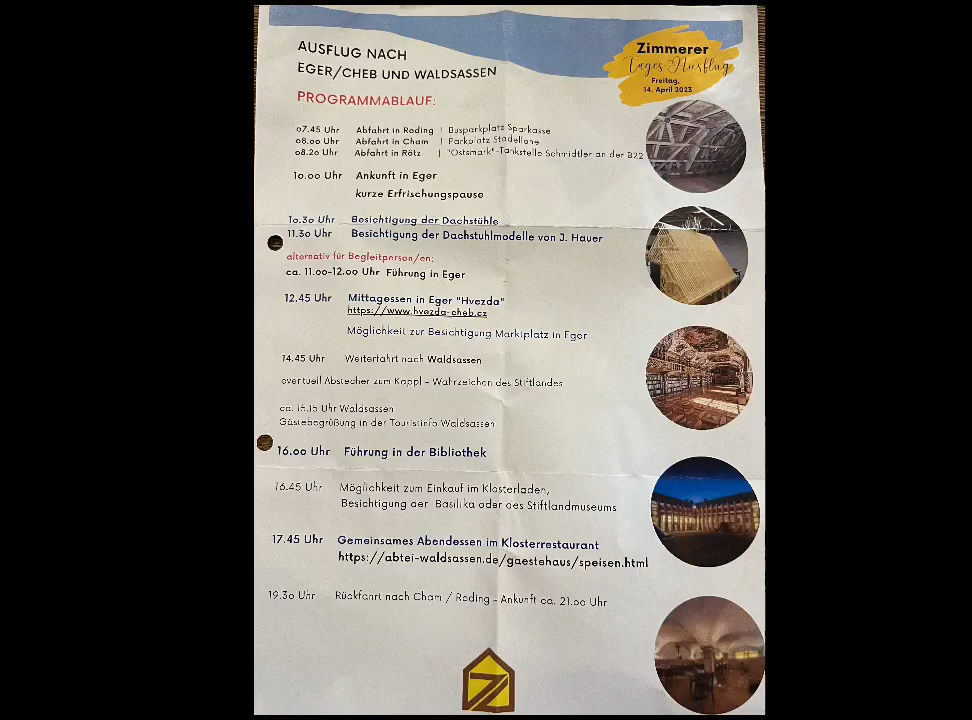 AUSFLUG NACH
EGER/CHEB UND WALDSASSEN
Zimmerer
Tages-Ausflug
Freitag,
14. April 2023
PROGRAMMABLAUF:
07.45 Uhr Abfahrt in Roding | Busparkplatz Sparkasse
08.00 Uhr Abfahrt in Cham | Parkplatz Stadellohe
08.20 Uhr Abfahrt in Rötz | "Ostsmark"-Tankstelle Schmidtler an der B22
10.00 Uhr Ankunft in Eger
kurze Erfrischungspause
10.30 Uhr Besichtigung der Dachstühle
11.30 Uhr Besichtigung der Dachstuhlmodelle von J. Hauer
alternativ für Begleitperson/en:
ca. 11.00-12.00 Uhr Führung in Eger
12.45 Uhr Mittagessen in Eger "Hvezda"
https://www.hvezda-cheb.cz
Möglichkeit zur Besichtigung Marktplatz in Eger
14.45 Uhr Weiterfahrt nach Waldsassen
eventuell Abstecher zum Kappl - Wahrzeichen des Stiftlandes
ca. 15.15 Uhr Waldsassen
Gästebegrüßung in der Touristinfo Waldsassen
16.00 Uhr Führung in der Bibliothek
16.45 Uhr Möglichkeit zum Einkauf im Klosterladen,
Besichtigung der Basilika oder des Stiftlandmuseums
17.45 Uhr Gemeinsames Abendessen im Klosterrestaurant
https://abtei-waldsassen.de/gaestehaus/speisen.html
19.30 Uhr Rückfahrt nach Cham / Roding - Ankunft ca. 21.00 Uhr